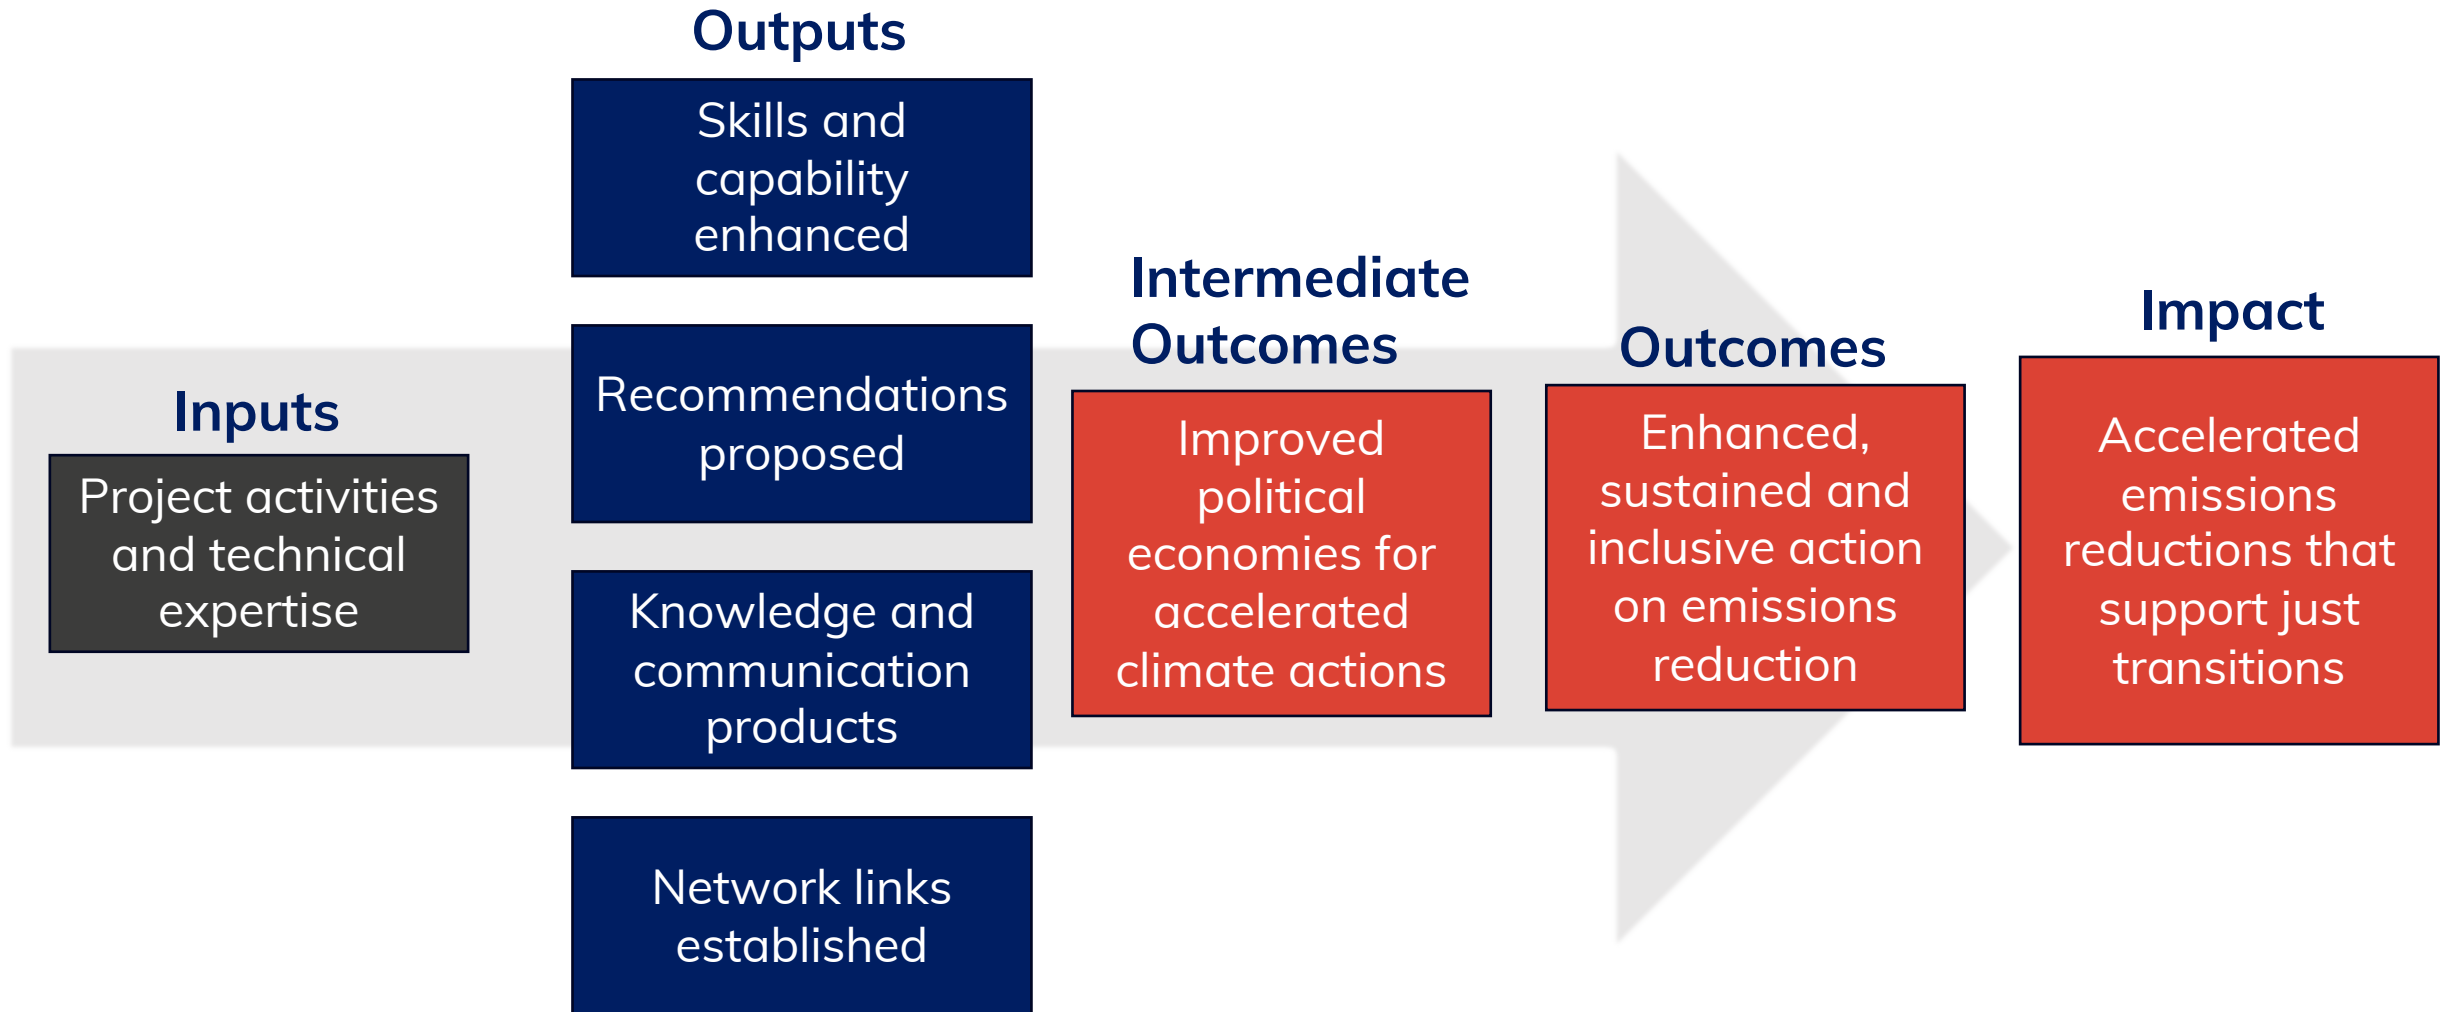 Inputs
Project activities
and technical
expertise
Outputs
Skills and
capability
enhanced
Recommendations
proposed
Knowledge and
communication
products
Network links
established
Intermediate
Outcomes
Improved
political
economies for
accelerated
climate actions
Outcomes
Enhanced,
sustained and
inclusive action
on emissions
reduction
Impact
Accelerated
emissions
reductions that
support just
transitions